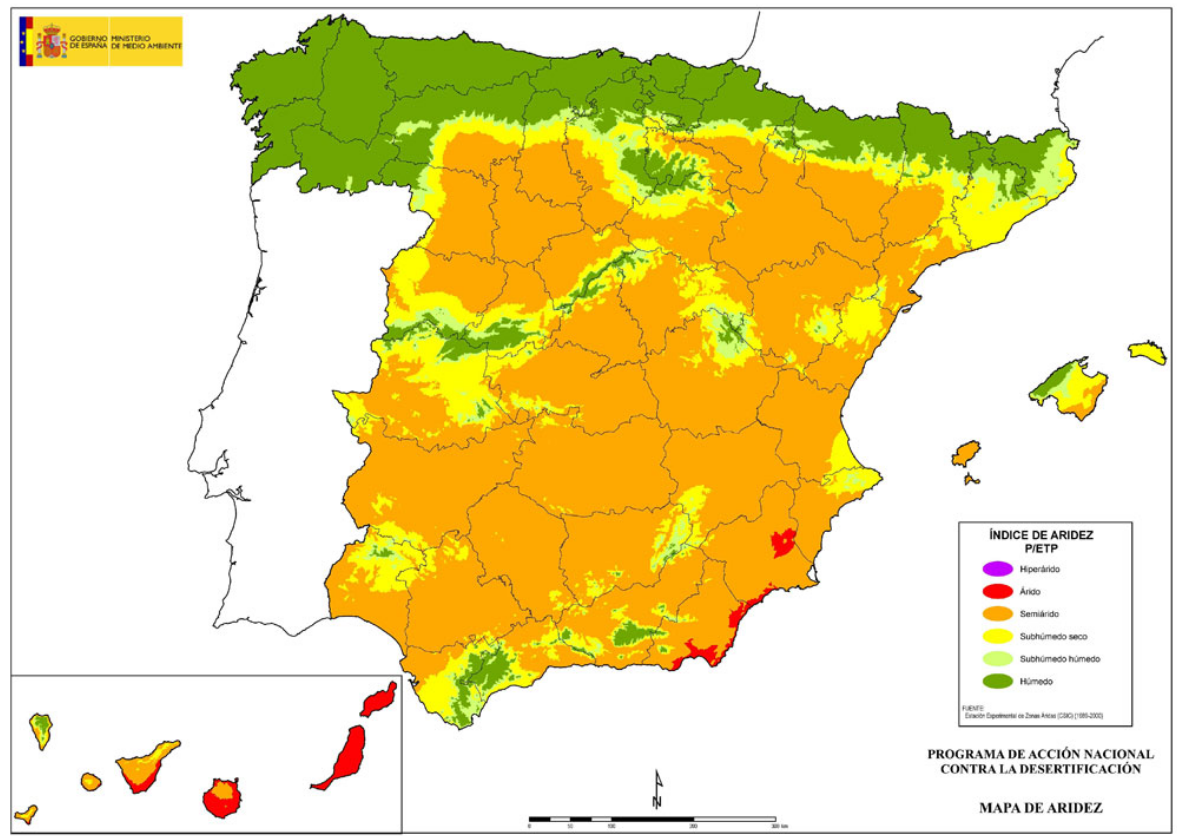 GOBIERNO MINISTERIO
DE ESPAÑA DE MEDIO AMBIENTE
ÍNDICE DE ARIDEZ
P/ETP
Hiperárido
Árido
Semiárido
Subhúmedo seco
Subhúmedo húmedo
Húmedo
FUENTE:
Estación Experimental de Zonas Áridas (CSIC)
PROGRAMA DE ACCIÓN NACIONAL
CONTRA LA DESERTIFICACIÓN
MAPA DE ARIDEZ
N
0 50 100 200 300 km